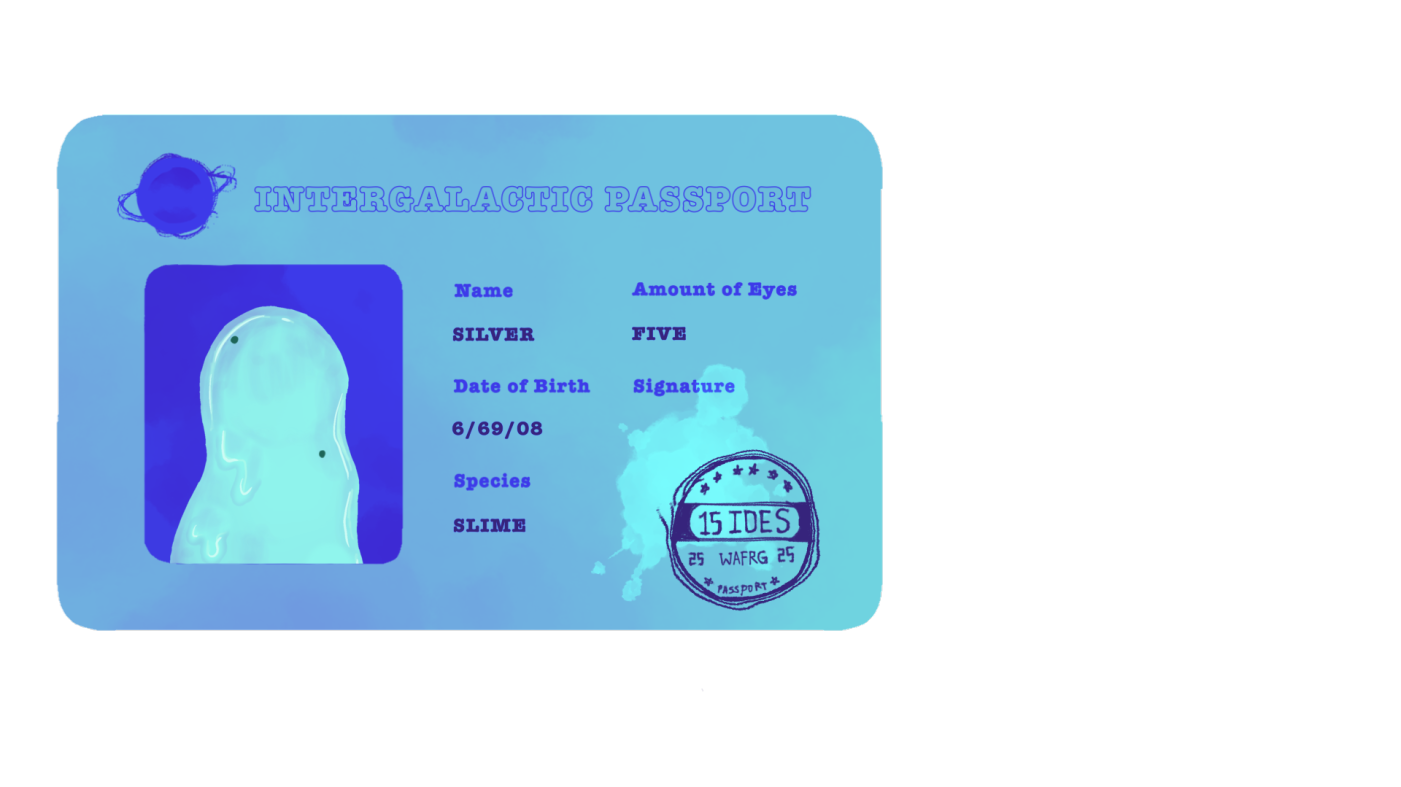 INTERGALACTIC PASSPORT
Name
SILVER
Date of Birth
6/69/08
Species
SLIME
Amount of Eyes
FIVE
Signature
15 IDES
25 WAFRG 25
PASSPORT